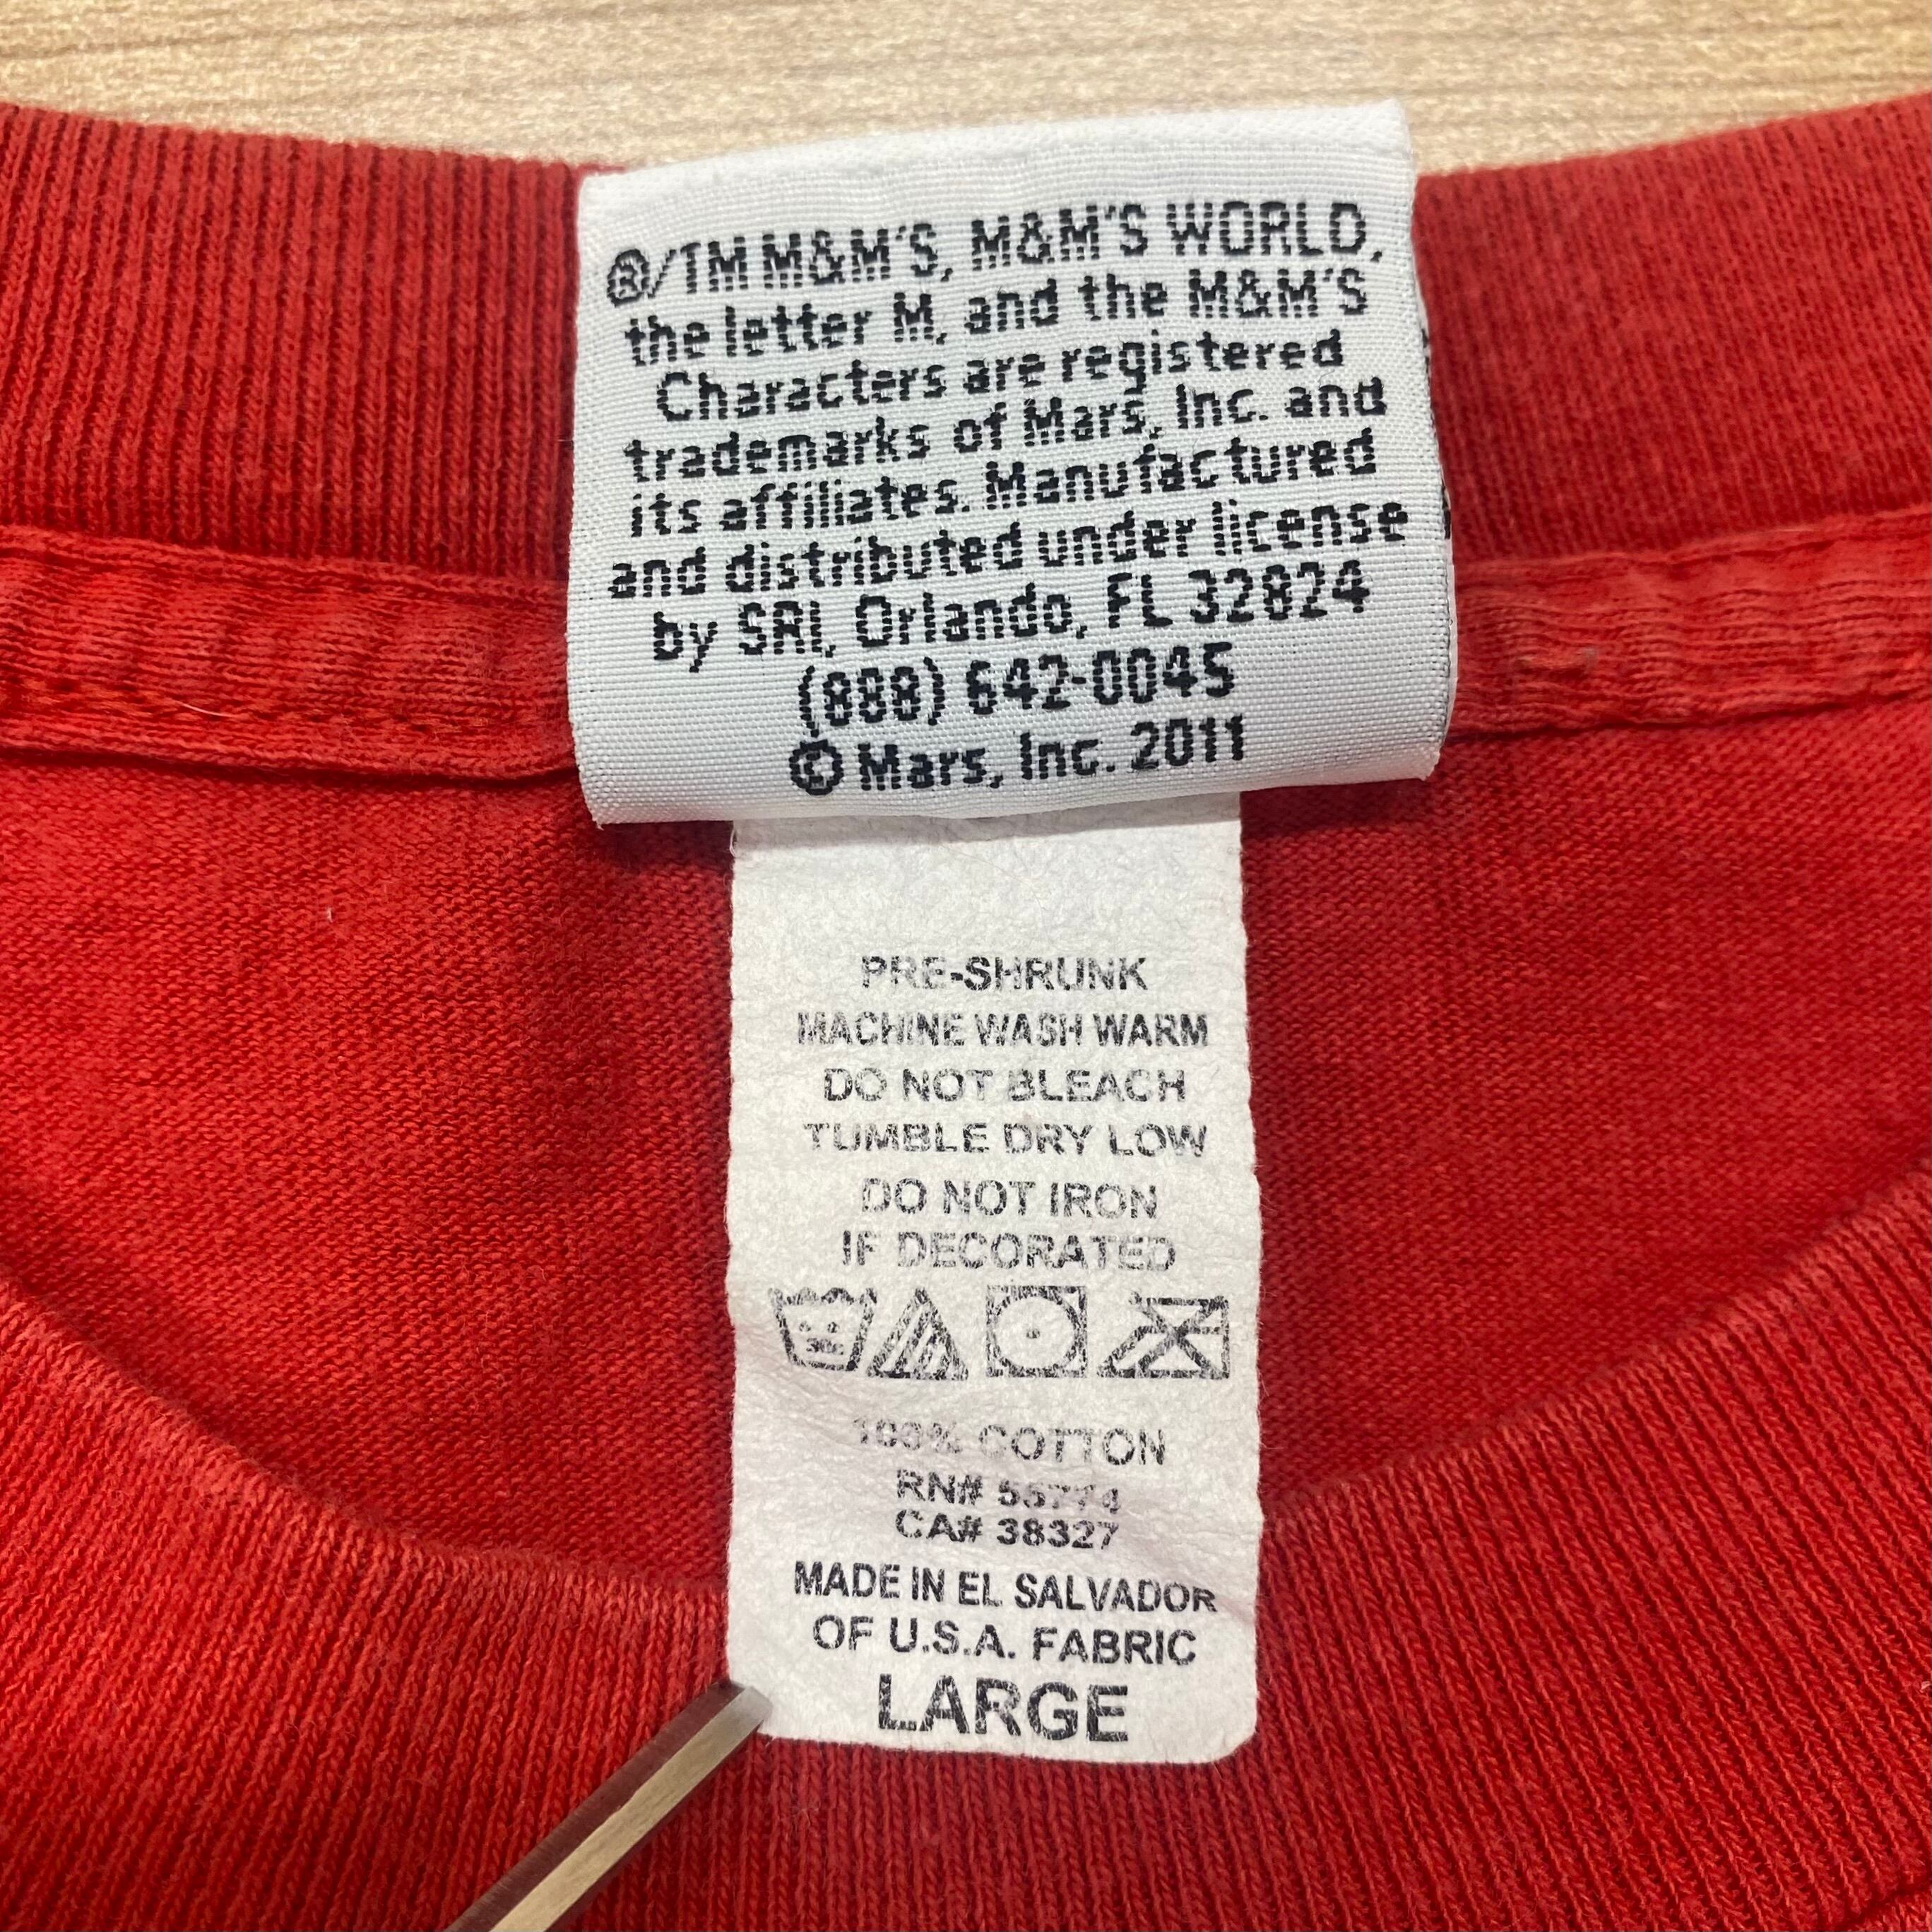 ®/TM M&M'S, M&M'S WORLD,
the letter M, and the M&M'S
Characters are registered
trademarks of Mars, Inc. and
its affiliates. Manufactured
and distributed under license
by SRI, Orlando, FL 32824
(888) 642-0045
© Mars, Inc. 2011
PRE-SHRUNK
MACHINE WASH WARM
DO NOT BLEACH
TUMBLE DRY LOW
DO NOT IRON
IF DECORATED
100% COTTON
RN#
CA# 38327
MADE IN EL SALVADOR
OF U.S.A. FABRIC
LARGE